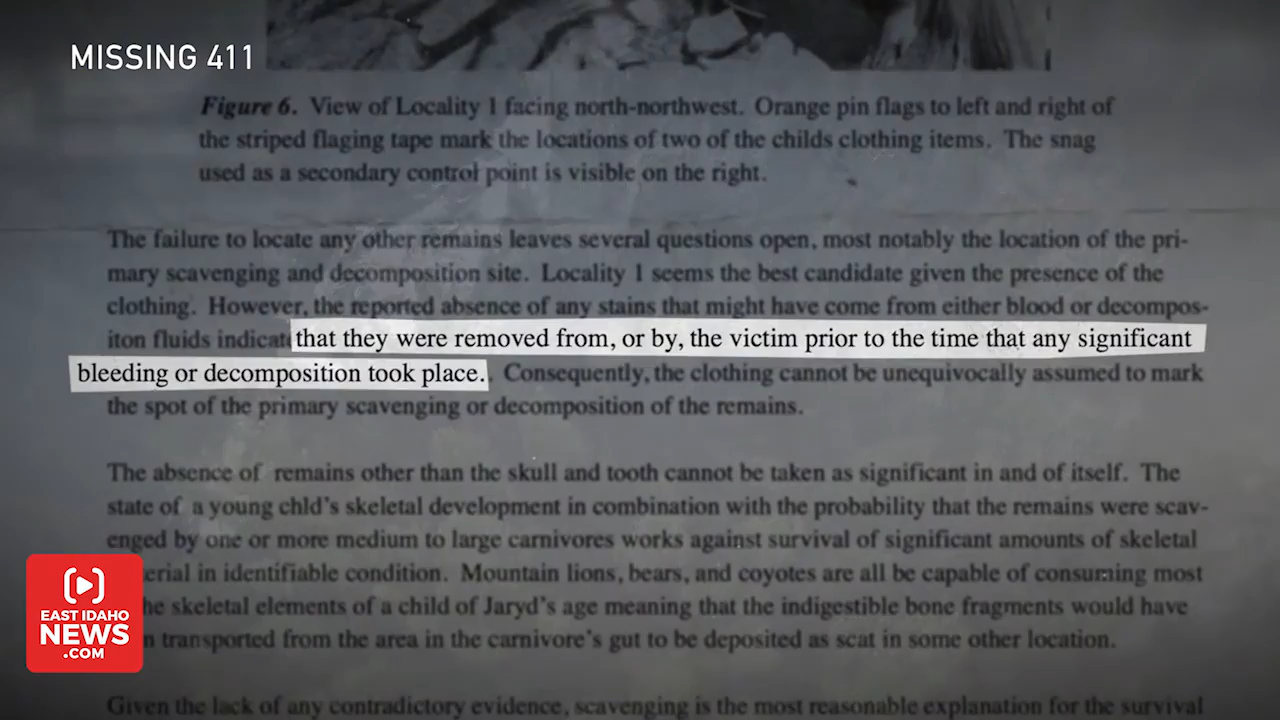 MISSING 411
Figure 6. View of Locality 1 facing north-northwest. Orange pin flags to left and right of
the striped flaging tape mark the locations of two of the childs clothing items. The snag
used as a secondary control point is visible on the right.
The failure to locate any other remains leaves several questions open, most notably the location of the pri-
mary scavenging and decomposition site. Locality 1 seems the best candidate given the presence of the
clothing. However, the reported absence of any stains that might have come from either blood or decompos-
iton fluids indicat that they were removed from, or by, the victim prior to the time that any significant
bleeding or decomposition took place. Consequently, the clothing cannot be unequivocally assumed to mark
the spot of the primary scavenging or decomposition of the remains.
The absence of remains other than the skull and tooth cannot be taken as significant in and of itself. The
state of a young chld's skeletal development in combination with the probability that the remains were scav-
enged by one or more medium to large carnivores works against survival of significant amounts of skeletal
erial in identifiable condition. Mountain lions, bears, and coyotes are all be capable of consuming most
he skeletal elements of a child of Jaryd's age meaning that the indigestible bone fragments would have
n transported from the area in the carnivore's gut to be deposited as scat in some other location.
Given the lack of any contradictory evidence, scavenging is the most reasonable explanation for the survival
EAST IDAHO
NEWS
.COM